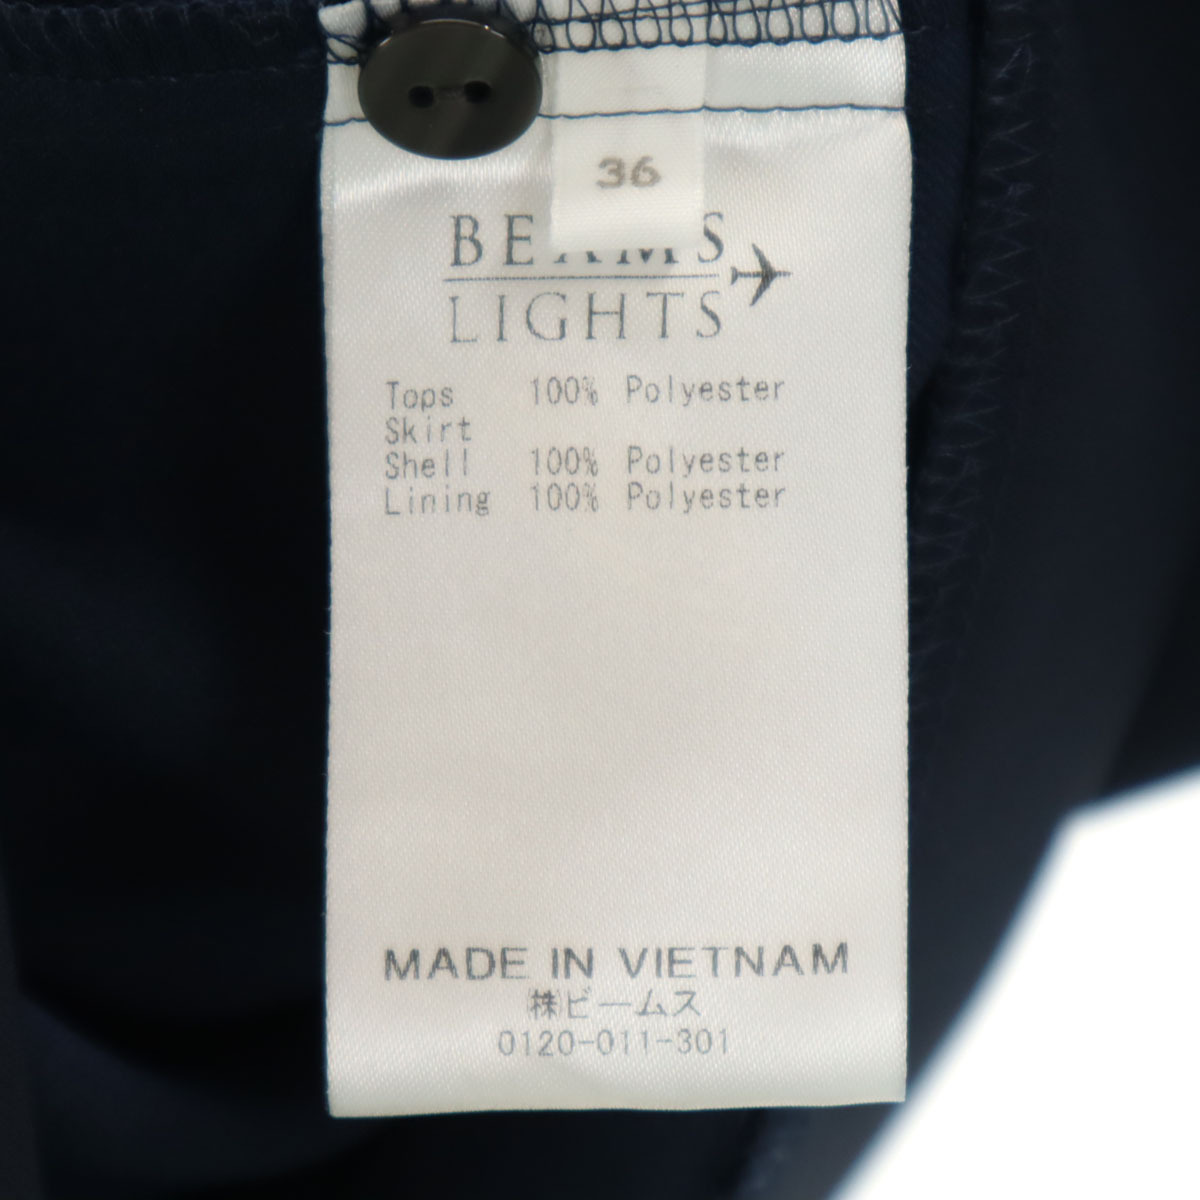 36
BEAMS
LIGHTS
Tops 100% Polyester
Skirt
Shell 100% Polyester
Lining 100% Polyester
MADE IN VIETNAM
㈱ビームス
0120-011-301